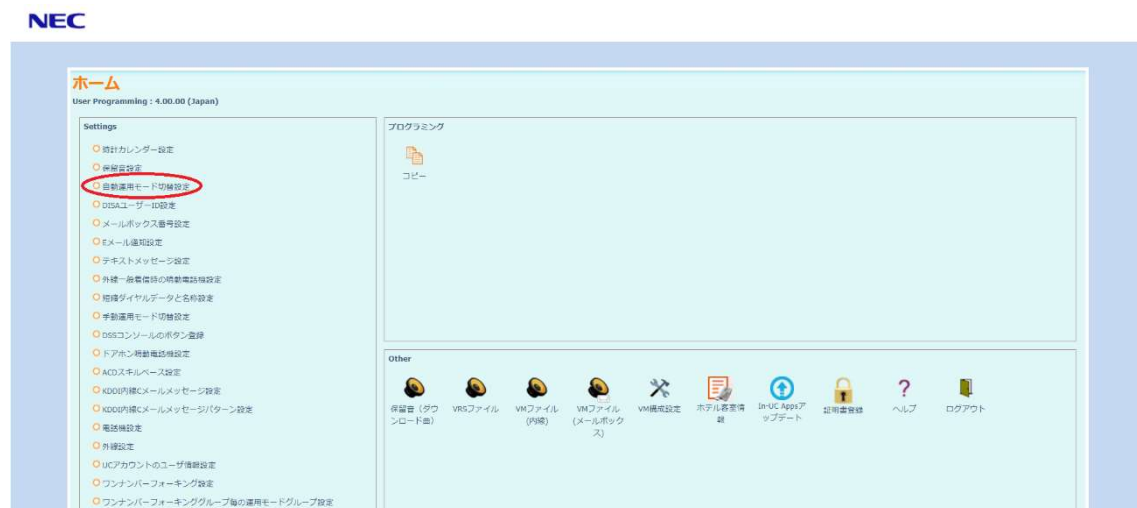 NEC
ホーム
User Programming : 4.00.00 (Japan)
Settings
時計カレンダー設定
保留音設定
自動運用モード切替設定
DISAユーザーID設定
メールボックス番号設定
Eメール通知設定
テキストメッセージ設定
外線一般着信時の鳴動電話機設定
短縮ダイヤルデータと名称設定
手動運用モード切替設定
DSSコンソールのボタン登録
ドアホン鳴動電話機設定
ACDスキルベース設定
KDDI内線Cメールメッセージ設定
KDDI内線Cメールメッセージパターン設定
電話機設定
外線設定
UCアカウントのユーザ情報設定
ワンナンバーフォーキング設定
ワンナンバーフォーキンググループ毎の運用モードグループ設定
プログラミング
コピー
Other
保留音（ダウ
ンロード曲）
VRSファイル
VMファイル
(内線)
VMファイル
(メールボック
ス)
VM構成設定
ホテル客室情
報
In-UC Appsア
ップデート
証明書登録
ヘルプ
ログアウト